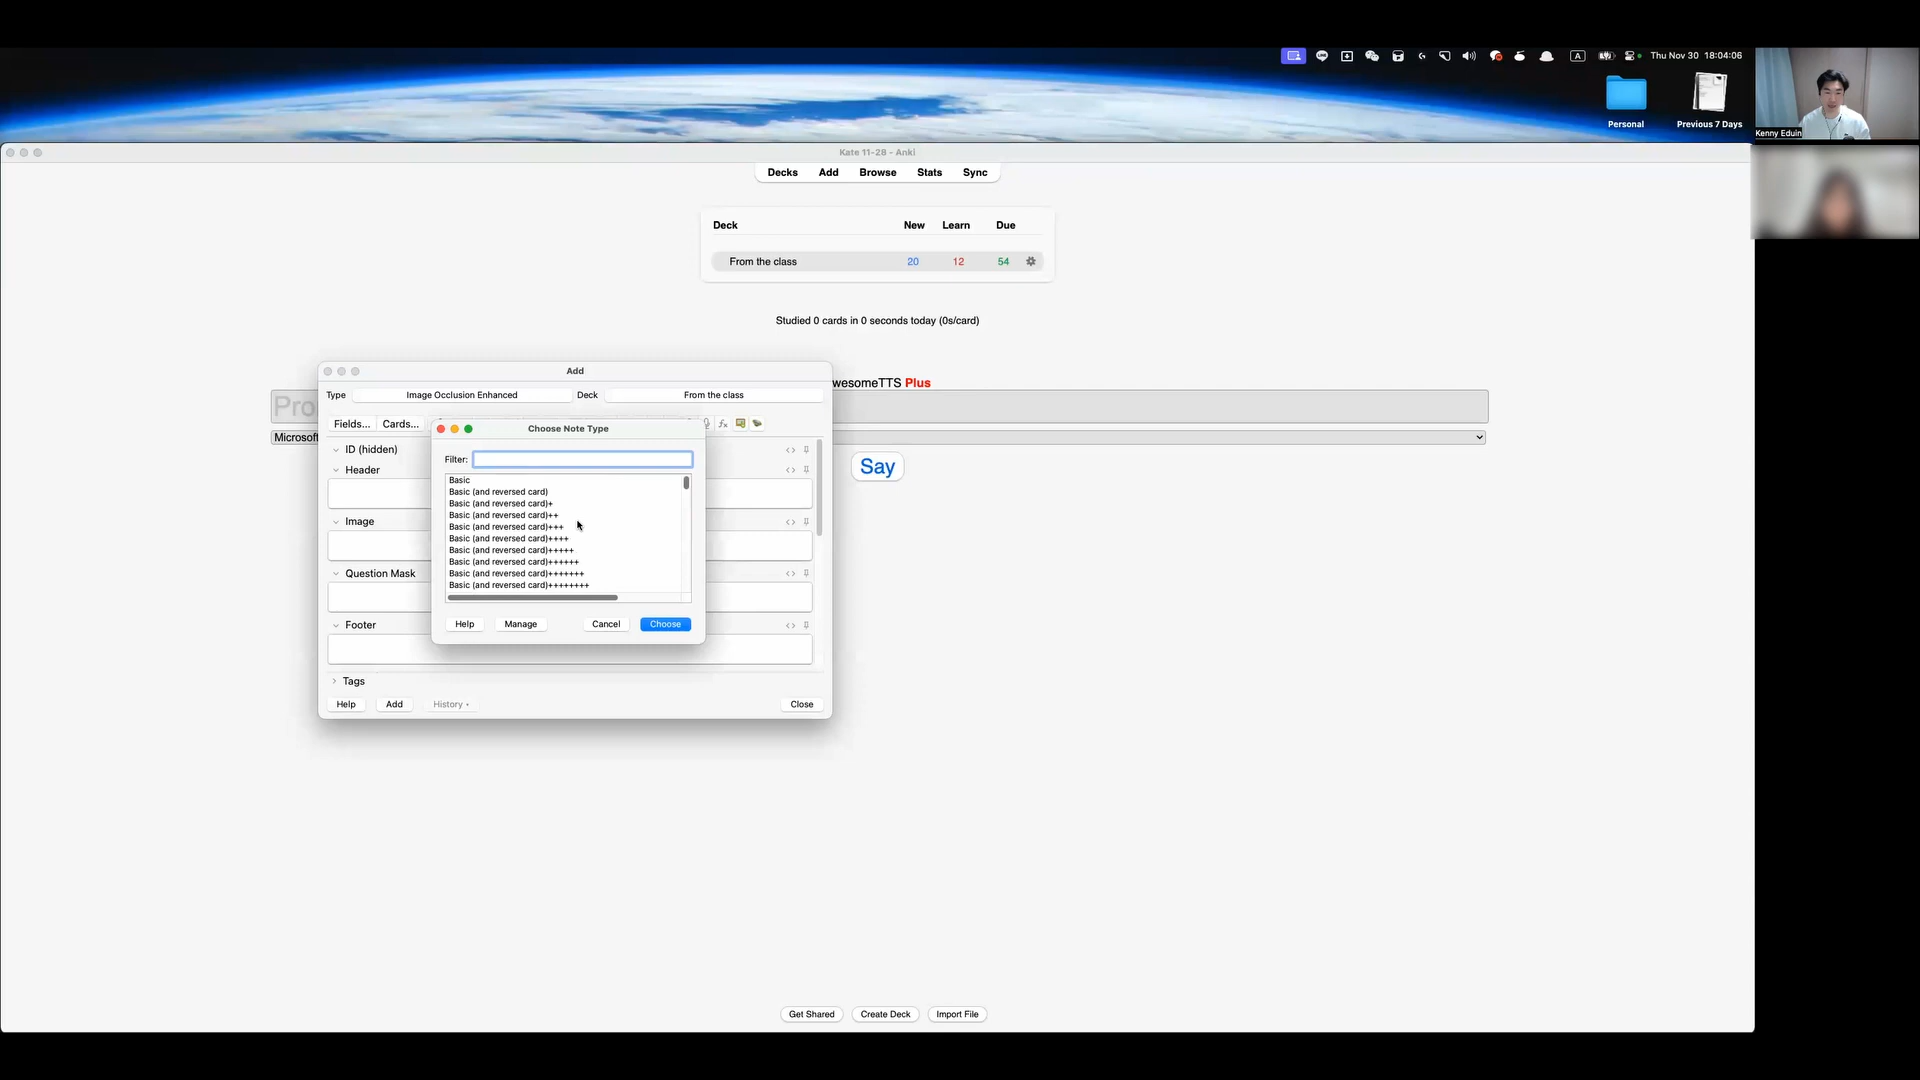 Thu Nov 30 18:04:06
Personal
Previous 7 Days
Kenny Eduin
Kate 11-28 - Anki
Decks Add Browse Stats Sync
Deck New Learn Due
From the class 20 12 54
Studied 0 cards in 0 seconds today (0s/card)
wesomeTTS Plus
Pro
Microsoft
Say
Add
Type Image Occlusion Enhanced Deck From the class
Fields... Cards...
ID (hidden)
Header
Image
Question Mask
Footer
Tags
Help Add History Close
Choose Note Type
Filter:
Basic
Basic (and reversed card)
Basic (and reversed card)+
Basic (and reversed card)++
Basic (and reversed card)+++
Basic (and reversed card)++++
Basic (and reversed card)+++++
Basic (and reversed card)++++++
Basic (and reversed card)+++++++
Basic (and reversed card)++++++++
Help Manage Cancel Choose
Get Shared Create Deck Import File